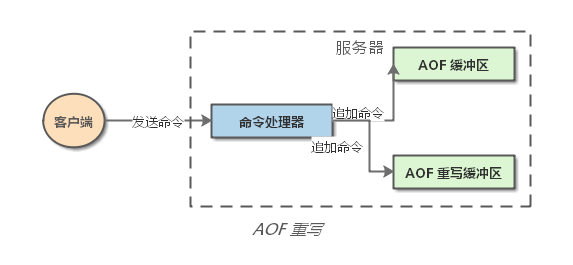 服务器
AOF 缓冲区
客户端
发送命令
命令处理器
追加命令
追加命令
AOF 重写缓冲区
AOF 重写